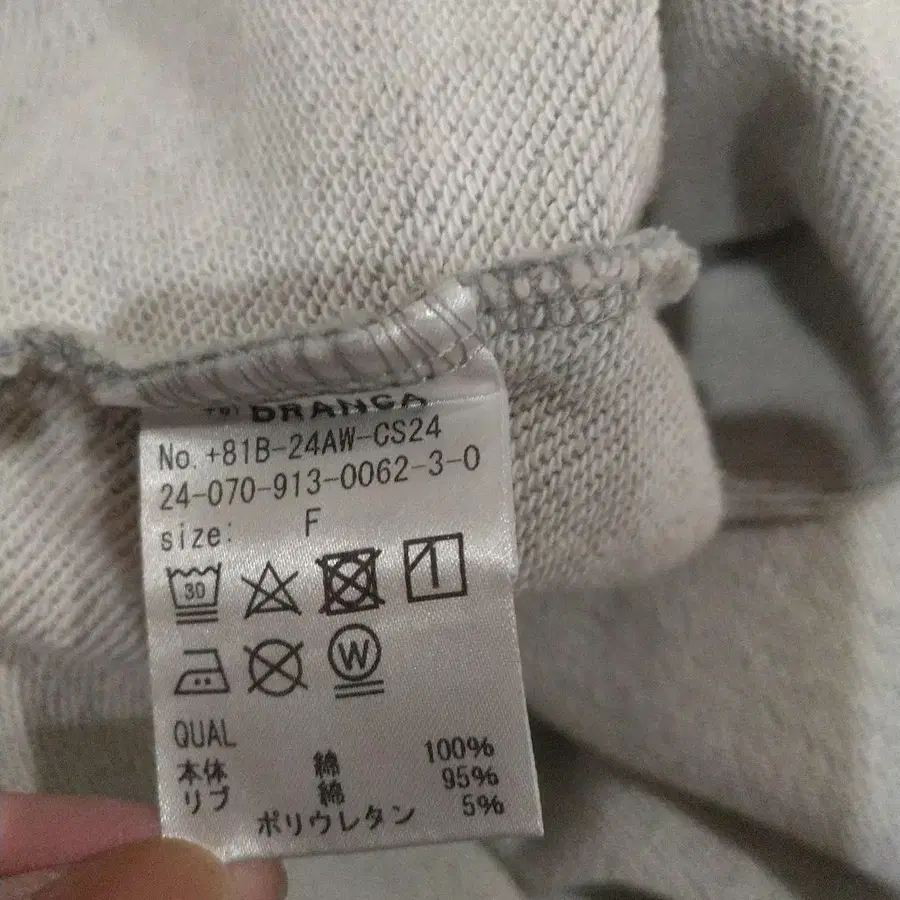 BRANCA
No.+81B-24AW-CS24
24-070-913-0062-3-0
size: F
30
W
QUAL
本体 綿 100%
リブ 綿 95%
ポリウレタン 5%